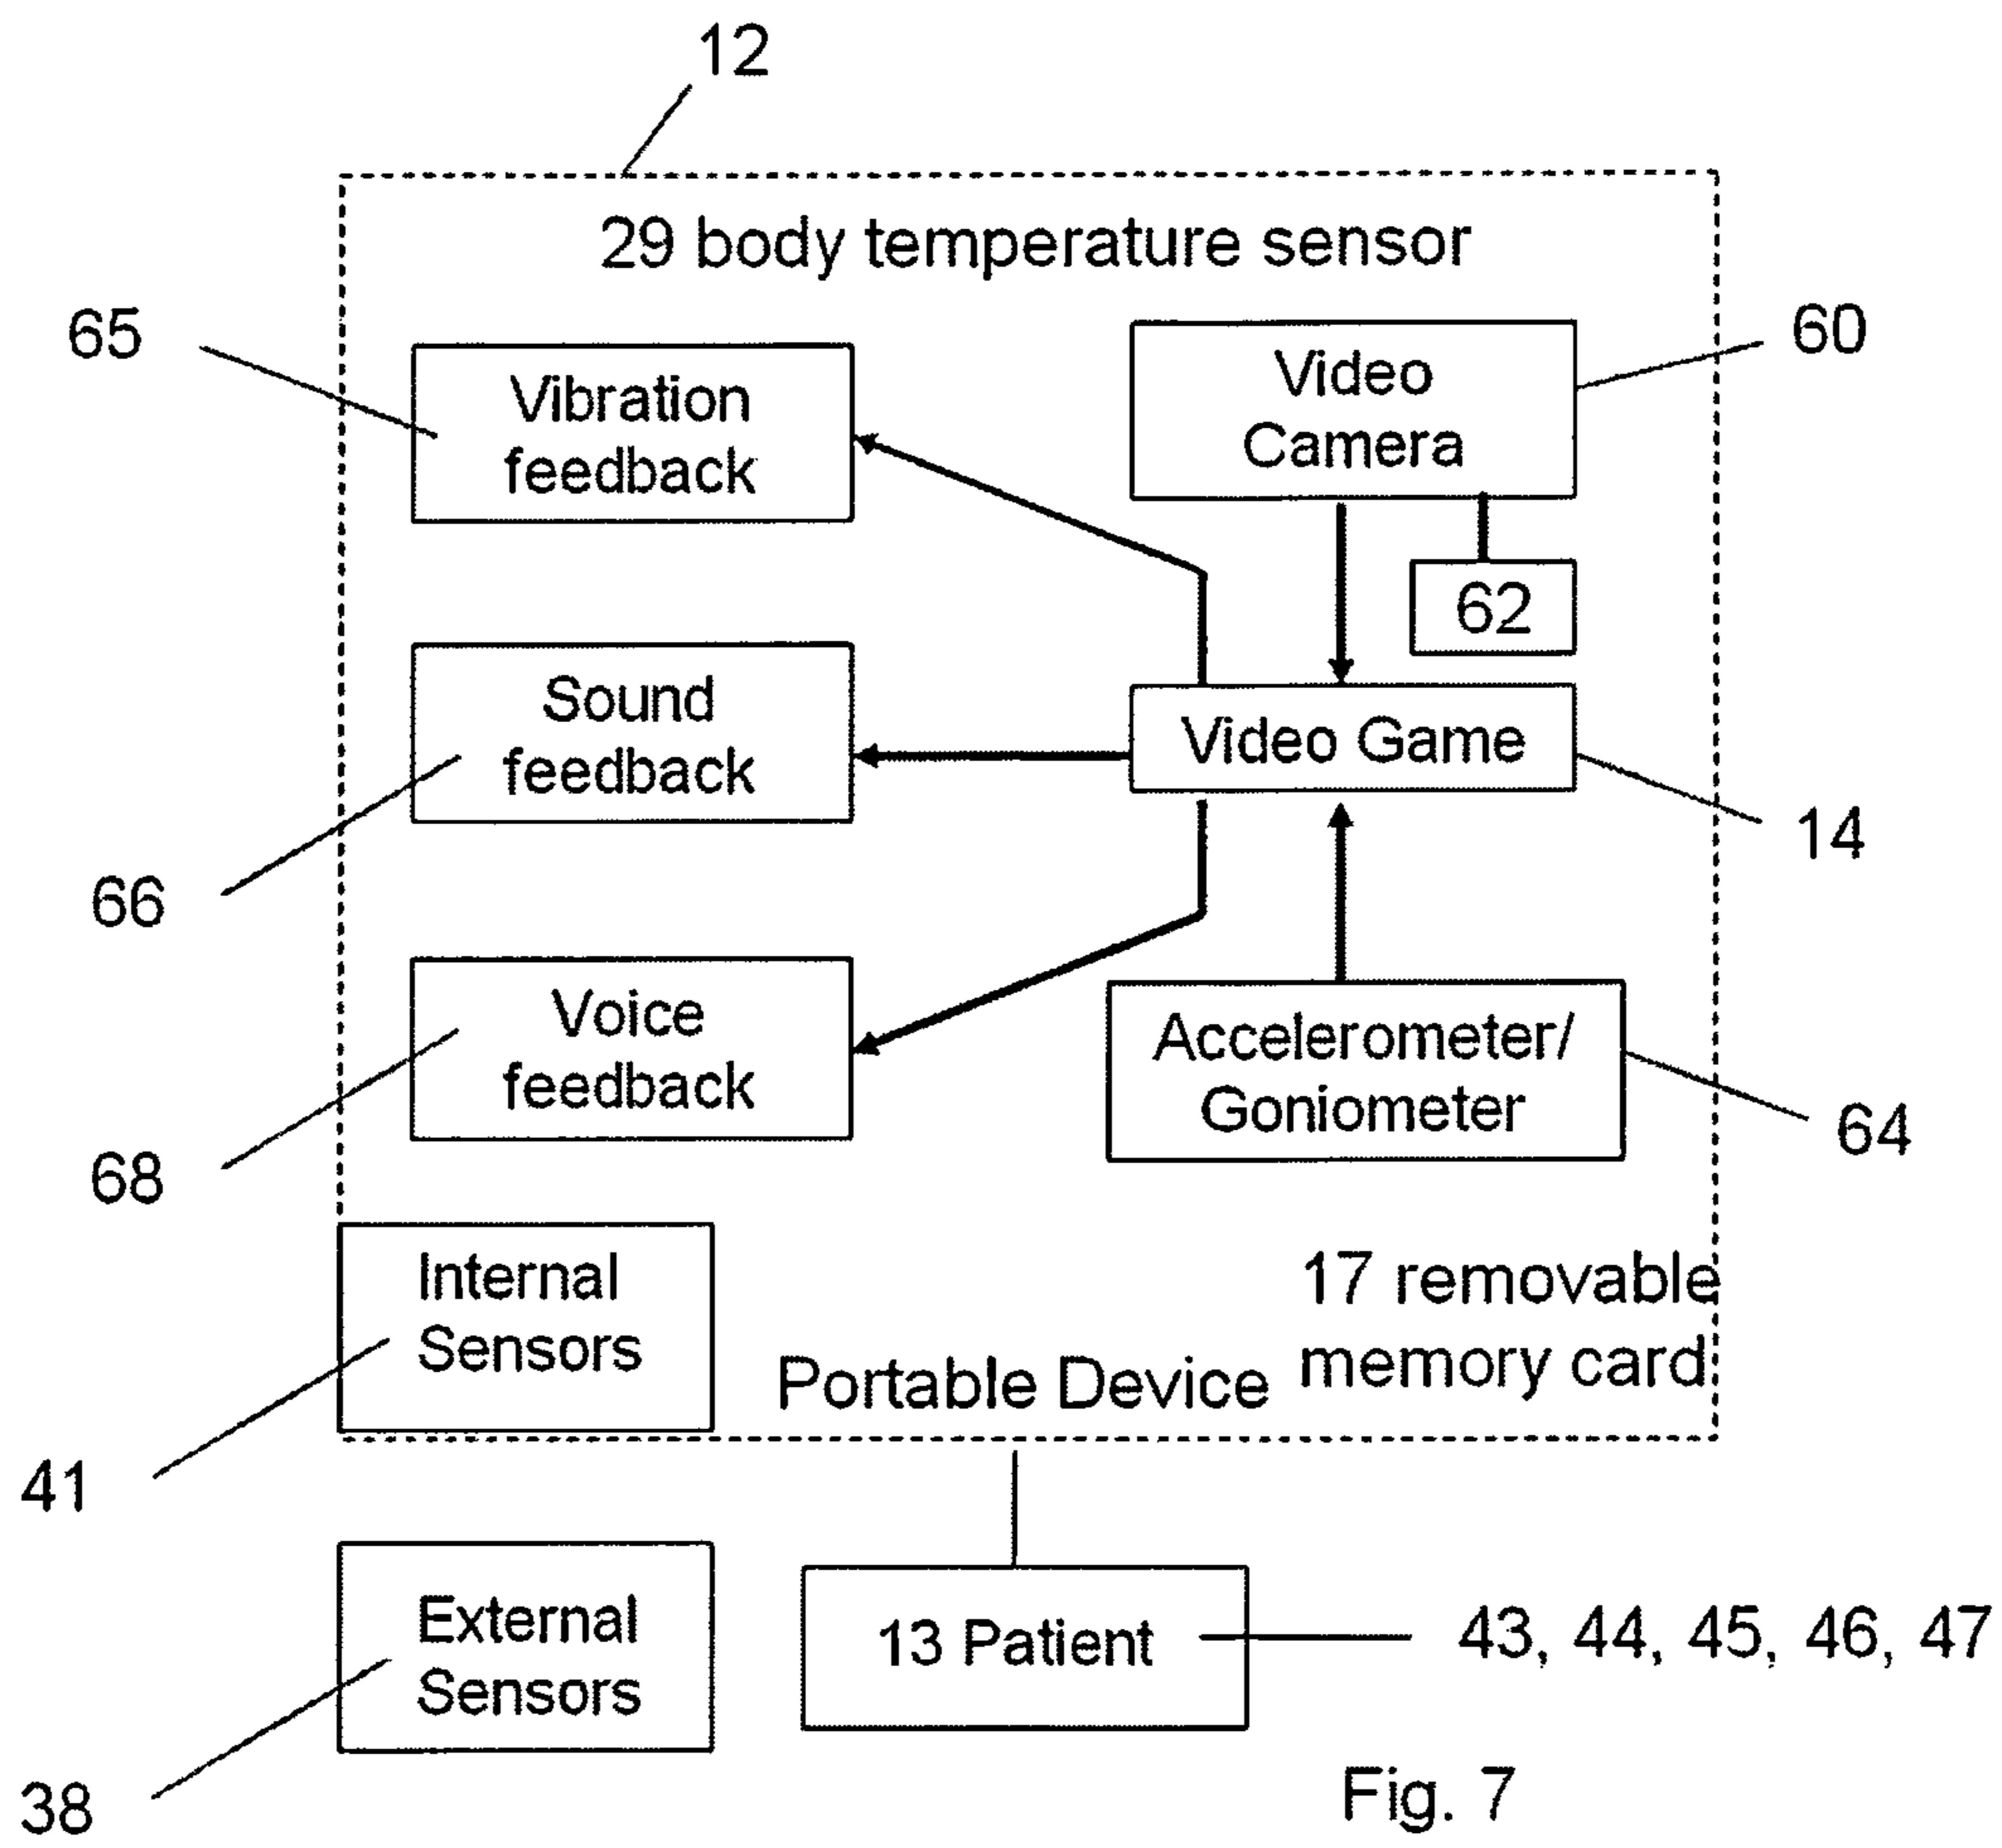 12
29 body temperature sensor
65
Vibration
feedback
Video
Camera
60
62
Sound
feedback
Video Game
66
14
Voice
feedback
Accelerometer/
Goniometer
68
64
Internal
Sensors
17 removable
memory card
Portable Device
41
External
Sensors
13 Patient
43, 44, 45, 46, 47
38
Fig. 7